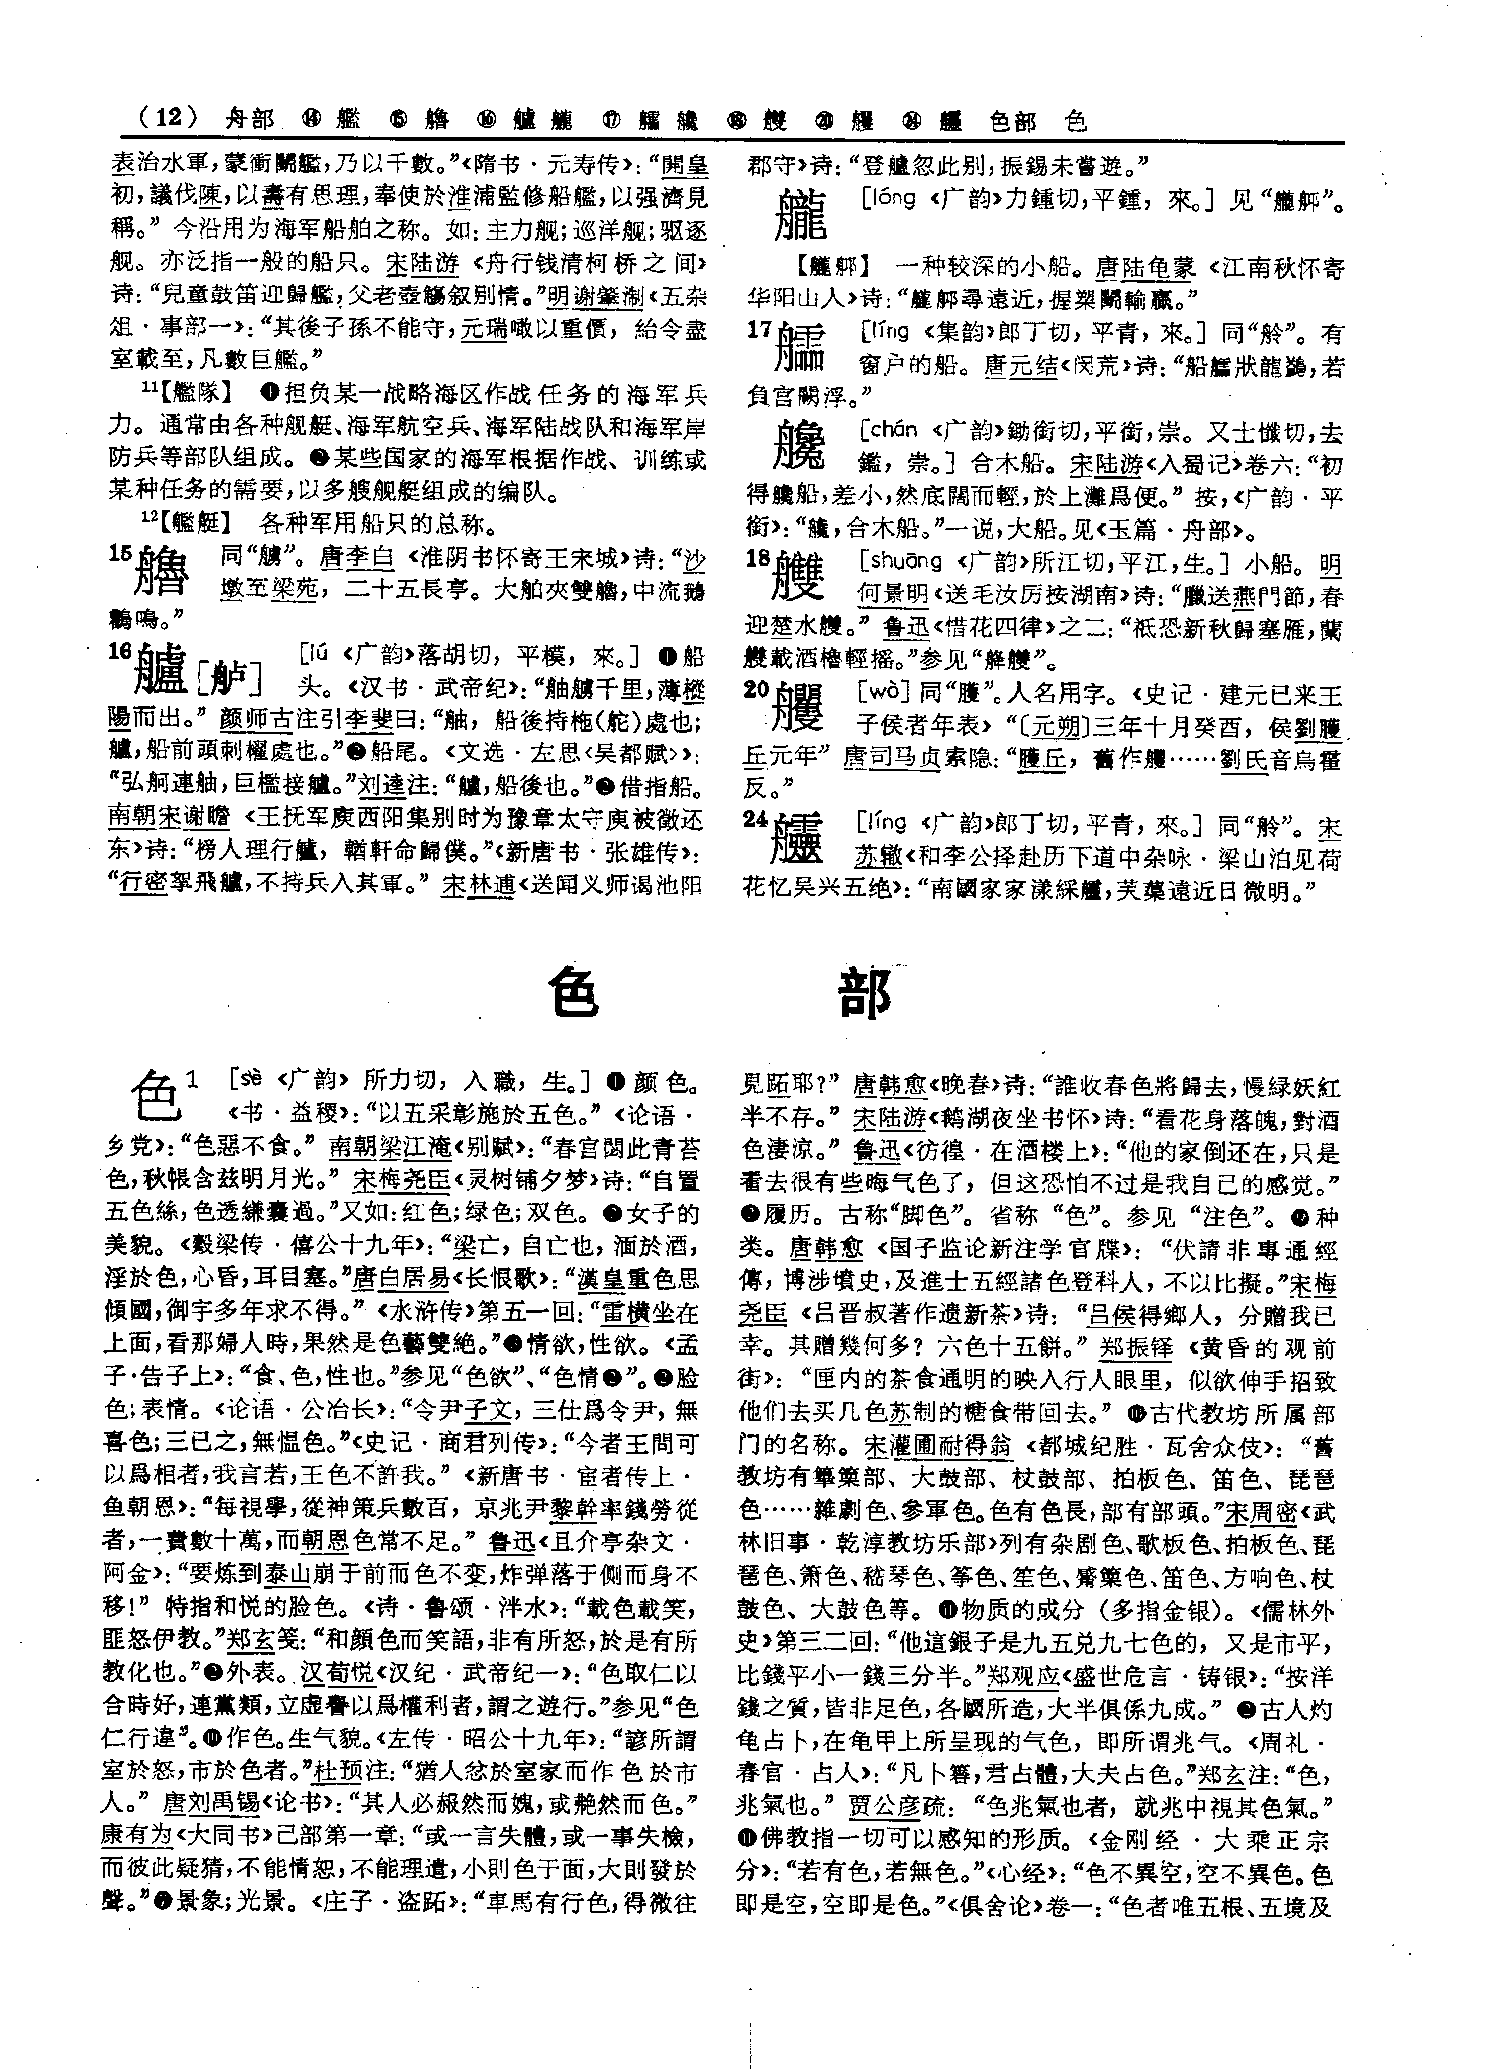 （12） 舟部 ⑭艦 ⑮艪 ⑯艫 ⑰ ⑱艭 ⑳ ㉔ 色部 色
表治水軍，蒙衝鬭艦，乃以千數。”《隋书·元寿传》：“開皇
初，議伐陳，以壽有思理，奉使於淮浦監修船艦，以强濟見
稱。” 今沿用为海军船舶之称。如：主力舰；巡洋舰；驱逐
舰。亦泛指一般的船只。宋陆游《舟行钱清柯桥之间》
诗：“兒童鼓笛迎歸艦，父老壺觴叙别情。”明谢肇淛《五杂
俎·事部一》：“其後子孫不能守，元瑞噉以重價，紿令盡
室載至，凡數巨艦。”
11【艦隊】 ❶担负某一战略海区作战任务的海军兵
力。通常由各种舰艇、海军航空兵、海军陆战队和海军岸
防兵等部队组成。❷某些国家的海军根据作战、训练或
某种任务的需要，以多艘舰艇组成的编队。
12【艦艇】 各种军用船只的总称。
15艪 同“艣”。唐李白《淮阴书怀寄王宋城》诗：“沙
墩至梁苑，二十五長亭。大舶夾雙艪，中流鵝
鸛鳴。”
16艫［舻］ ［lú 《广韵》落胡切，平模，來。］ ❶船
头。《汉书·武帝纪》：“舳艫千里，薄樅
陽而出。” 颜师古注引李斐曰：“舳，船後持柂（舵）處也；
艫，船前頭刺櫂處也。”❷船尾。《文选·左思〈吴都赋〉》：
“弘舸連舳，巨檻接艫。”刘逵注：“艫，船後也。”❸借指船。
南朝宋谢瞻《王抚军庾西阳集别时为豫章太守庾被徵还
东》诗：“榜人理行艫，輶軒命歸僕。”《新唐书·张雄传》：
“行密挐飛艫，不持兵入其軍。” 宋林逋《送闻义师谒池阳
郡守》诗：“登艫忽此别，振錫未嘗遊。”
［lóng 《广韵》力鍾切，平鍾，來。］ 见“”。
【】 一种较深的小船。唐陆龟蒙《江南秋怀寄
华阳山人》诗：“尋遠近，握槊鬭輸贏。”
17 ［líng 《集韵》郎丁切，平青，來。］ 同“舲”。有
窗户的船。唐元结《闵荒》诗：“船狀龍鷁，若
負宫闕浮。”
［chán 《广韵》鋤銜切，平銜，崇。又士懺切，去
鑑，崇。］ 合木船。宋陆游《入蜀记》卷六：“初
得船，差小，然底闊而輕，於上灘爲便。” 按，《广韵·平
銜》：“，合木船。”一说，大船。见《玉篇·舟部》。
18艭 ［shuāng 《广韵》所江切，平江，生。］ 小船。明
何景明《送毛汝厉按湖南》诗：“臘送燕門節，春
迎楚水艭。” 鲁迅《惜花四律》之二：“祇恐新秋歸塞雁，蘭
艭載酒櫓輕摇。”参见“艂艭”。
20 ［wò］同“臒”。人名用字。《史记·建元已来王
子侯者年表》“〔元朔〕三年十月癸酉，侯劉
丘元年” 唐司马贞索隐：“丘，舊作……劉氏音烏
反。”
24 ［líng 《广韵》郎丁切，平青，來。］ 同“舲”。宋
苏辙《和李公择赴历下道中杂咏·梁山泊见荷
花忆吴兴五绝》：“南國家家漾綵，芙蕖遠近日微明。”
色 部
色1 ［sè 《广韵》所力切，入職，生。］ ❶颜色。
《书·益稷》：“以五采彰施於五色。”《论语·
乡党》：“色惡不食。” 南朝梁江淹《别赋》：“春宫閟此青苔
色，秋帳含兹明月光。” 宋梅尧臣《灵树铺夕梦》诗：“自置
五色絲，色透縑囊過。”又如：红色；绿色；双色。❷女子的
美貌。《穀梁传·僖公十九年》：“梁亡，自亡也，湎於酒，
淫於色，心昏，耳目塞。”唐白居易《长恨歌》：“漢皇重色思
傾國，御宇多年求不得。”《水浒传》第五一回：“雷横坐在
上面，看那婦人時，果然是色藝雙絶。”❸情欲，性欲。《孟
子·告子上》：“食、色，性也。”参见“色欲”、“色情❷”。❹脸
色；表情。《论语·公冶长》：“令尹子文，三仕爲令尹，無
喜色；三已之，無愠色。”《史记·商君列传》：“今者王問可
以爲相者，我言若，王色不許我。”《新唐书·宦者传上·
鱼朝恩》：“每視學，從神策兵數百，京兆尹黎幹率錢勞從
者，一費數十萬，而朝恩色常不足。” 鲁迅《且介亭杂文·
阿金》：“要炼到泰山崩于前而色不变，炸弹落于侧而身不
移！” 特指和悦的脸色。《诗·鲁颂·泮水》：“載色載笑，
匪怒伊教。”郑玄笺：“和顔色而笑語，非有所怒，於是有所
教化也。”❺外表。汉荀悦《汉纪·武帝纪一》：“色取仁以
合時好，連黨類，立虚譽以爲權利者，謂之遊行。”参见“色
仁行違”。❻作色。生气貌。《左传·昭公十九年》：“諺所謂
室於怒，市於色者。”杜预注：“猶人忿於室家而作色於市
人。” 唐刘禹锡《论书》：“其人必赧然而媿，或艴然而色。”
康有为《大同书》己部第一章：“或一言失體，或一事失檢，
而彼此疑猜，不能情恕，不能理遣，小則色于面，大則發於
聲。”❼景象；光景。《庄子·盗跖》：“車馬有行色，得微往
見跖耶？” 唐韩愈《晚春》诗：“誰收春色將歸去，慢緑妖紅
半不存。” 宋陆游《鹅湖夜坐书怀》诗：“看花身落魄，對酒
色凄涼。” 鲁迅《彷徨·在酒楼上》：“他的家倒还在，只是
看去很有些晦气色了，但这恐怕不过是我自己的感觉。”
❽履历。古称“脚色”。省称“色”。参见“注色”。❾种
类。唐韩愈《国子监论新注学官牒》：“伏請非專通經
傳，博涉墳史，及進士五經諸色登科人，不以比擬。”宋梅
尧臣《吕晋叔著作遗新茶》诗：“吕侯得鄉人，分贈我已
幸。其贈幾何多？六色十五餅。” 郑振铎《黄昏的观前
街》：“匣内的茶食通明的映入行人眼里，似欲伸手招致
他们去买几色苏制的糖食带回去。” ❿古代教坊所属部
门的名称。宋灌圃耐得翁《都城纪胜·瓦舍众伎》：“舊
教坊有篳篥部、大鼓部、杖鼓部、拍板色、笛色、琵琶
色……雜劇色、參軍色。色有色長，部有部頭。”宋周密《武
林旧事·乾淳教坊乐部》列有杂剧色、歌板色、拍板色、琵
琶色、箫色、嵇琴色、筝色、笙色、觱篥色、笛色、方响色、杖
鼓色、大鼓色等。⓫物质的成分（多指金银）。《儒林外
史》第三二回：“他這銀子是九五兑九七色的，又是市平，
比錢平小一錢三分半。”郑观应《盛世危言·铸银》：“按洋
錢之質，皆非足色，各國所造，大半俱係九成。” ⓬古人灼
龟占卜，在龟甲上所呈现的气色，即所谓兆气。《周礼·
春官·占人》：“凡卜簭，君占體，大夫占色。”郑玄注：“色，
兆氣也。” 贾公彦疏：“色兆氣也者，就兆中視其色氣。”
⓭佛教指一切可以感知的形质。《金刚经·大乘正宗
分》：“若有色，若無色。”《心经》：“色不異空，空不異色。色
即是空，空即是色。”《俱舍论》卷一：“色者唯五根、五境及